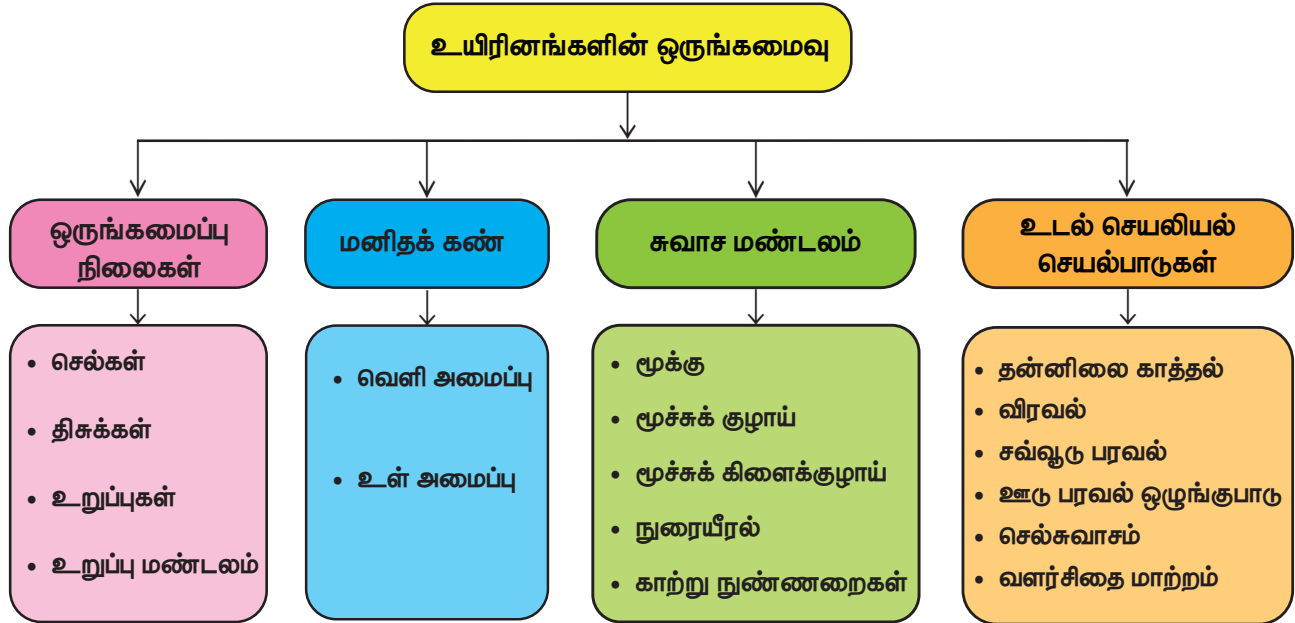 உயிரினங்களின் ஒருங்கமைவு
ஒருங்கமைப்பு
நிலைகள்
• செல்கள்
• திசுக்கள்
• உறுப்புகள்
• உறுப்பு மண்டலம்
மனிதக் கண்
• வெளி அமைப்பு
• உள் அமைப்பு
சுவாச மண்டலம்
• மூக்கு
• மூச்சுக் குழாய்
• மூச்சுக் கிளைக்குழாய்
• நுரையீரல்
• காற்று நுண்ணறைகள்
உடல் செயலியல்
செயல்பாடுகள்
• தன்னிலை காத்தல்
• விரவல்
• சவ்வூடு பரவல்
• ஊடு பரவல் ஒழுங்குபாடு
• செல்சுவாசம்
• வளர்சிதை மாற்றம்